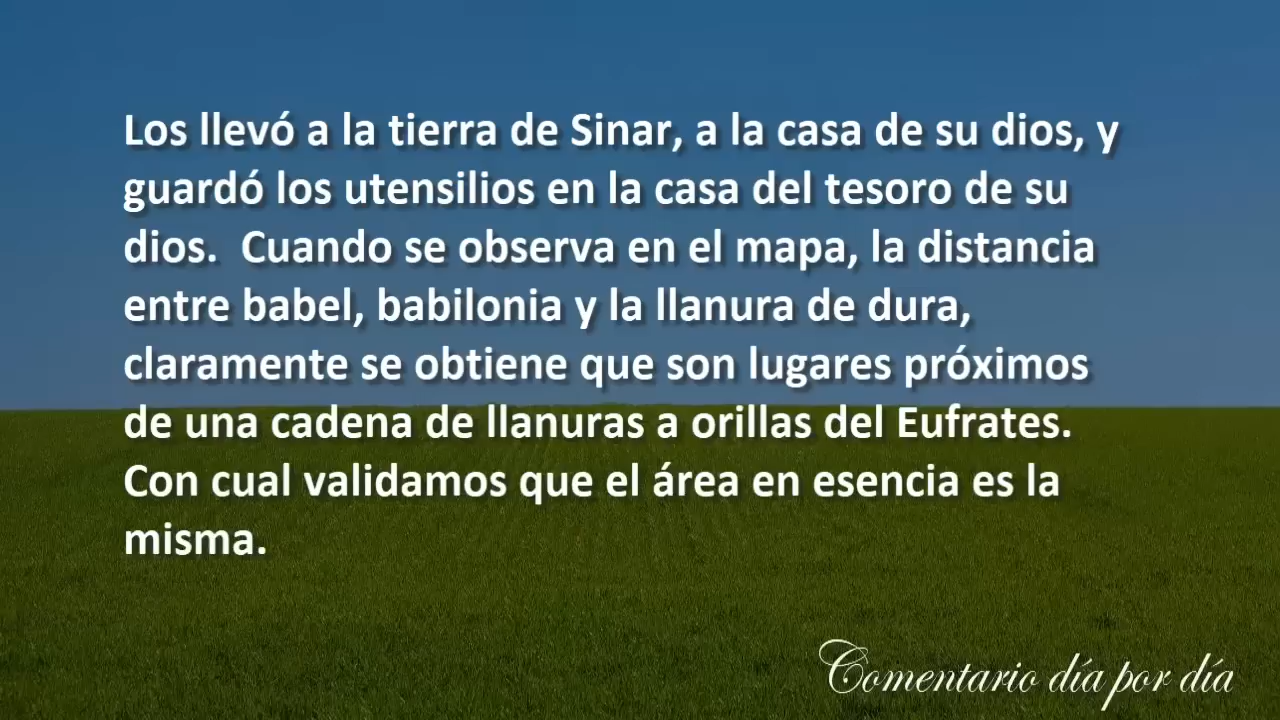 Los llevó a la tierra de Sinar, a la casa de su dios, y
guardó los utensilios en la casa del tesoro de su
dios.  Cuando se observa en el mapa, la distancia
entre babel, babilonia y la llanura de dura,
claramente se obtiene que son lugares próximos
de una cadena de llanuras a orillas del Eufrates.
Con cual validamos que el área en esencia es la
misma.
Comentario día por día